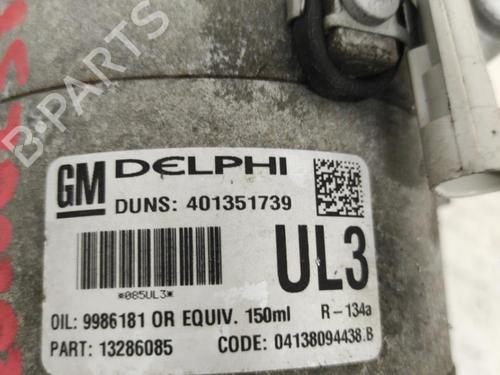 GM DELPHI
DUNS: 401351739
*085UL3*
UL3
OIL: 9986181 OR EQUIV. 150ml R-134a
PART: 13286085 CODE: 04138094438.B
B-PARTS